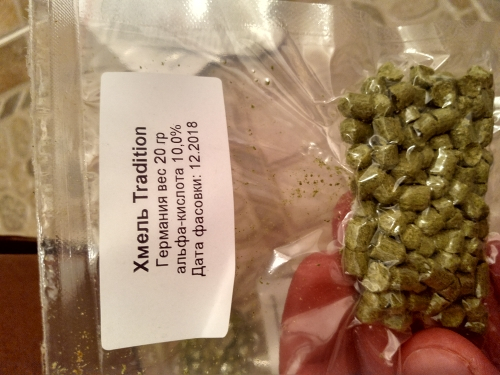 Хмель Tradition
Германия вес 20 гр
альфа-кислота 10,0%
Дата фасовки: 12.2018